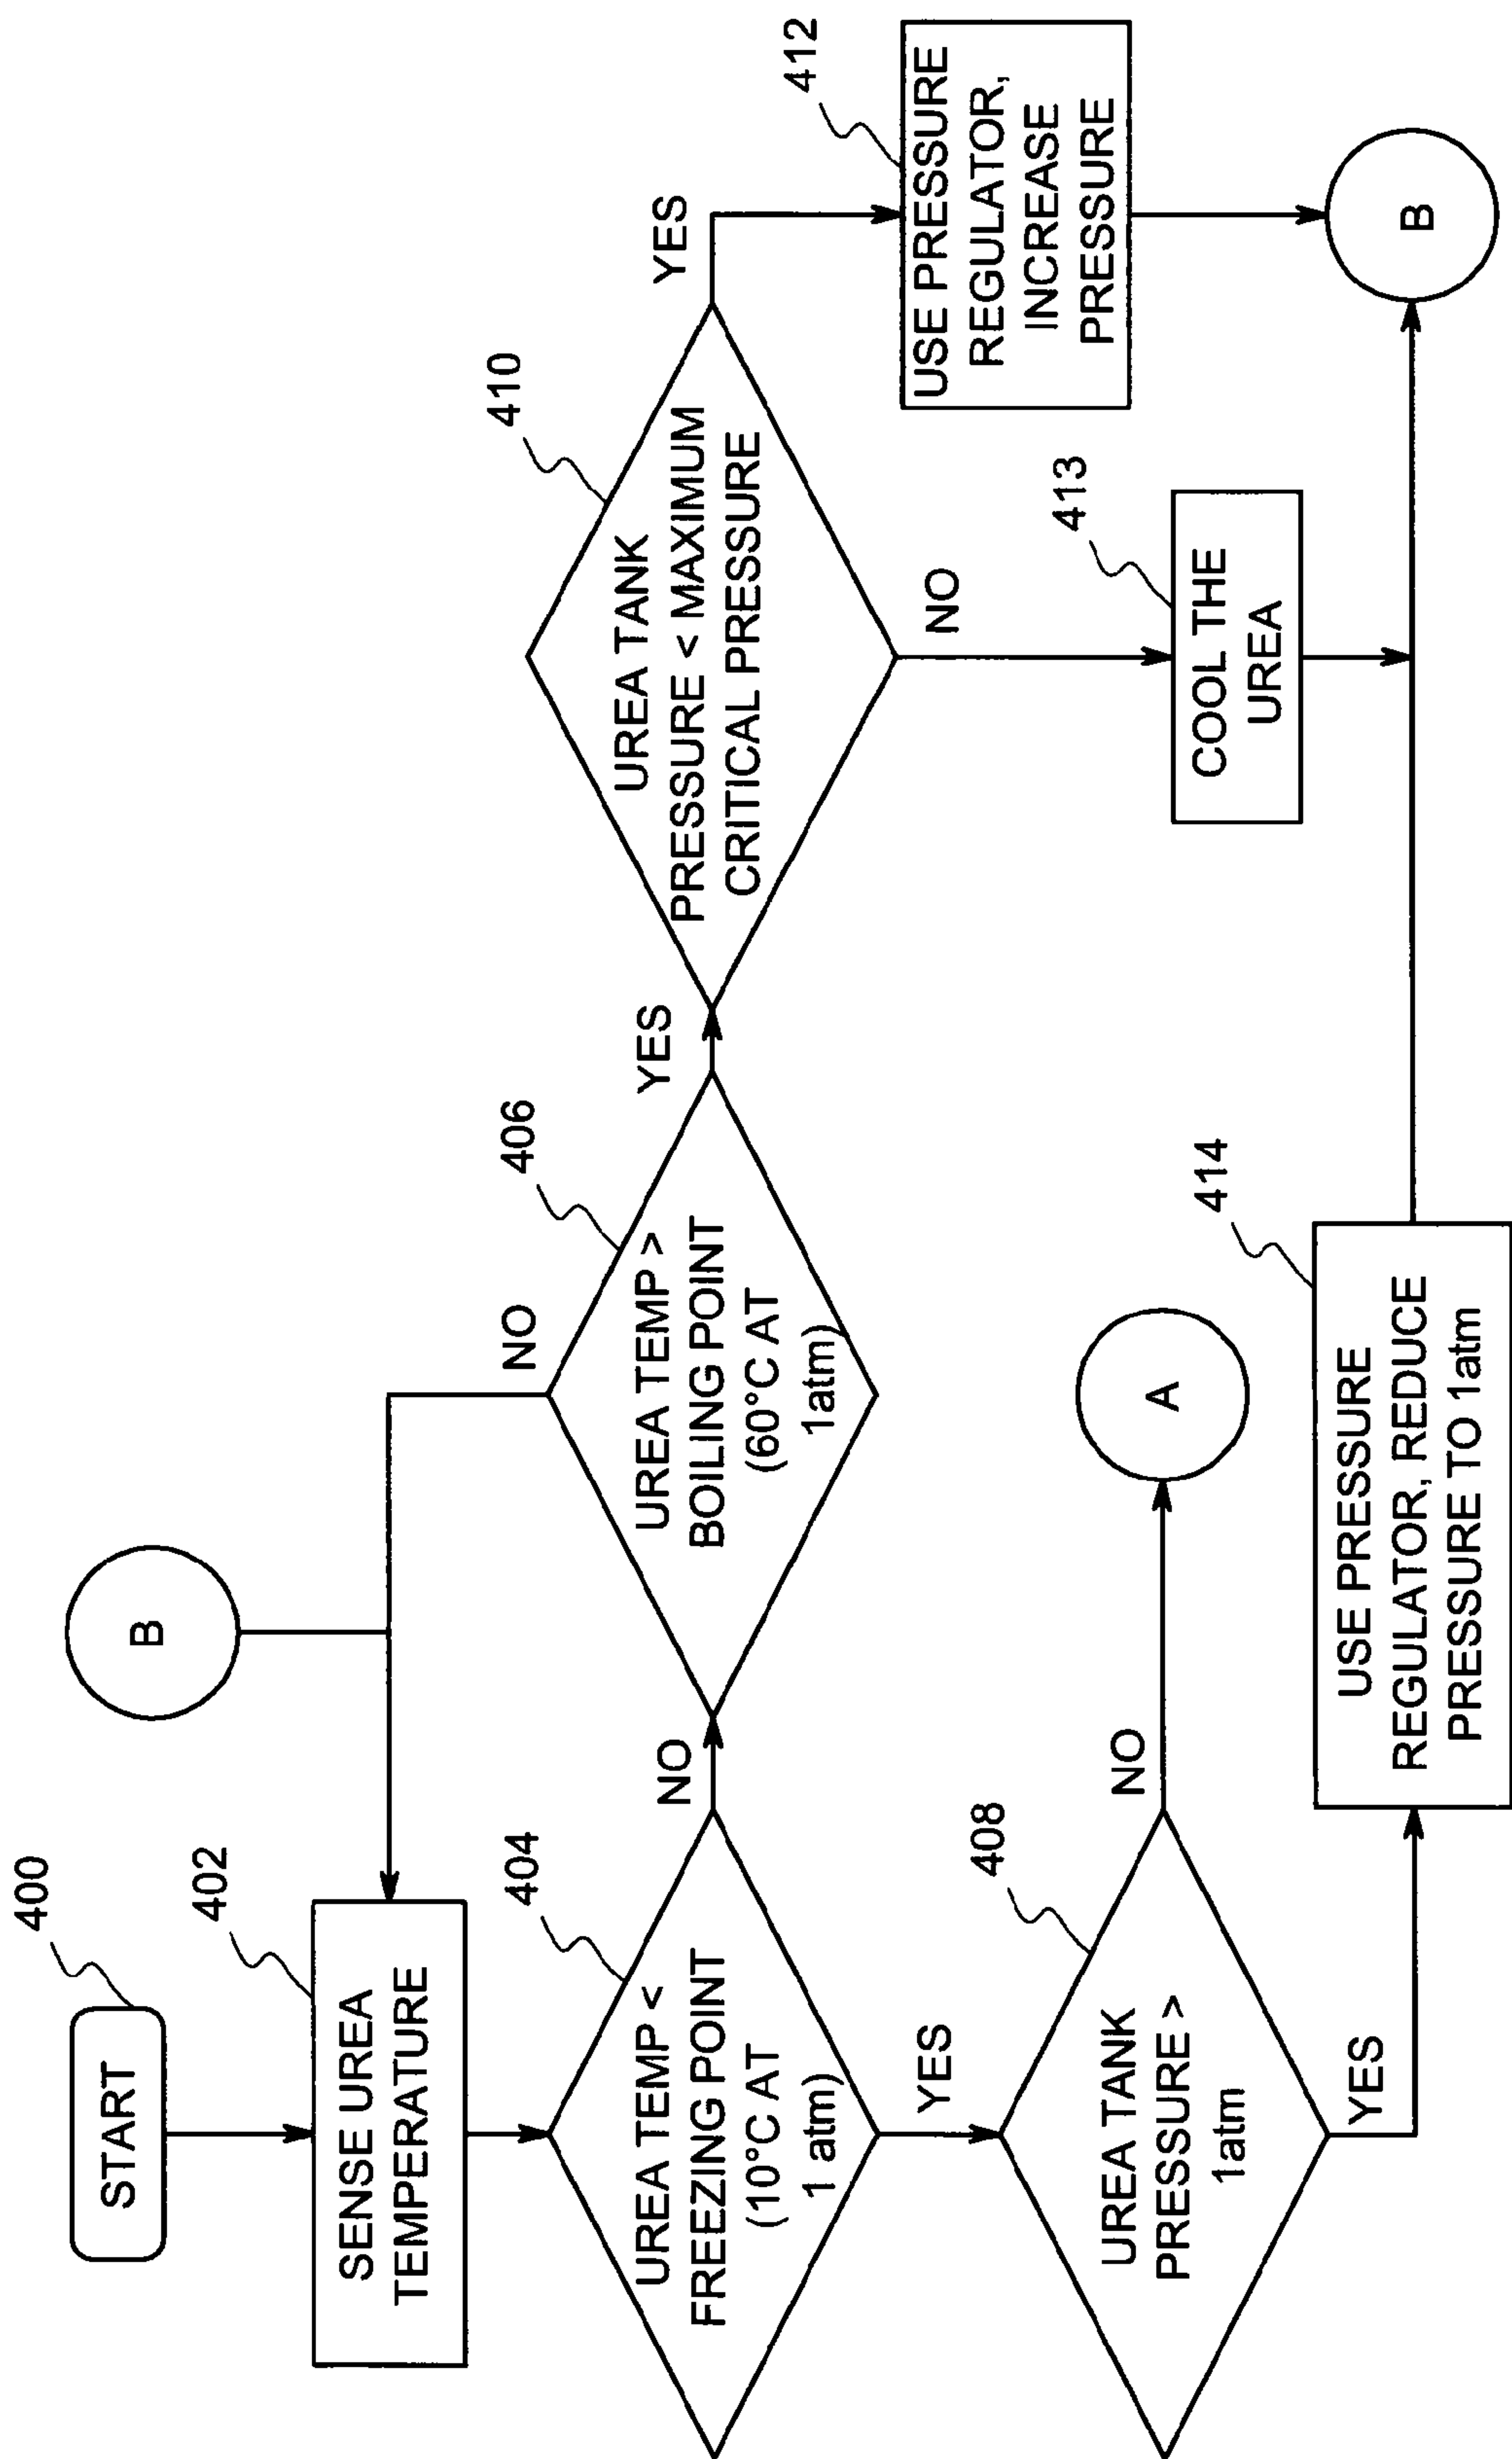 400
START
B
402
SENSE UREA
TEMPERATURE
404
UREA TEMP <
FREEZING POINT
(10°C AT
1 atm)
NO
YES
406
UREA TEMP >
BOILING POINT
(60°C AT
1atm)
NO
YES
410
UREA TANK
PRESSURE < MAXIMUM
CRITICAL PRESSURE
YES
NO
412
USE PRESSURE
REGULATOR,
INCREASE
PRESSURE
413
COOL THE
UREA
408
UREA TANK
PRESSURE >
1atm
NO
YES
A
414
USE PRESSURE
REGULATOR, REDUCE
PRESSURE TO 1atm
B